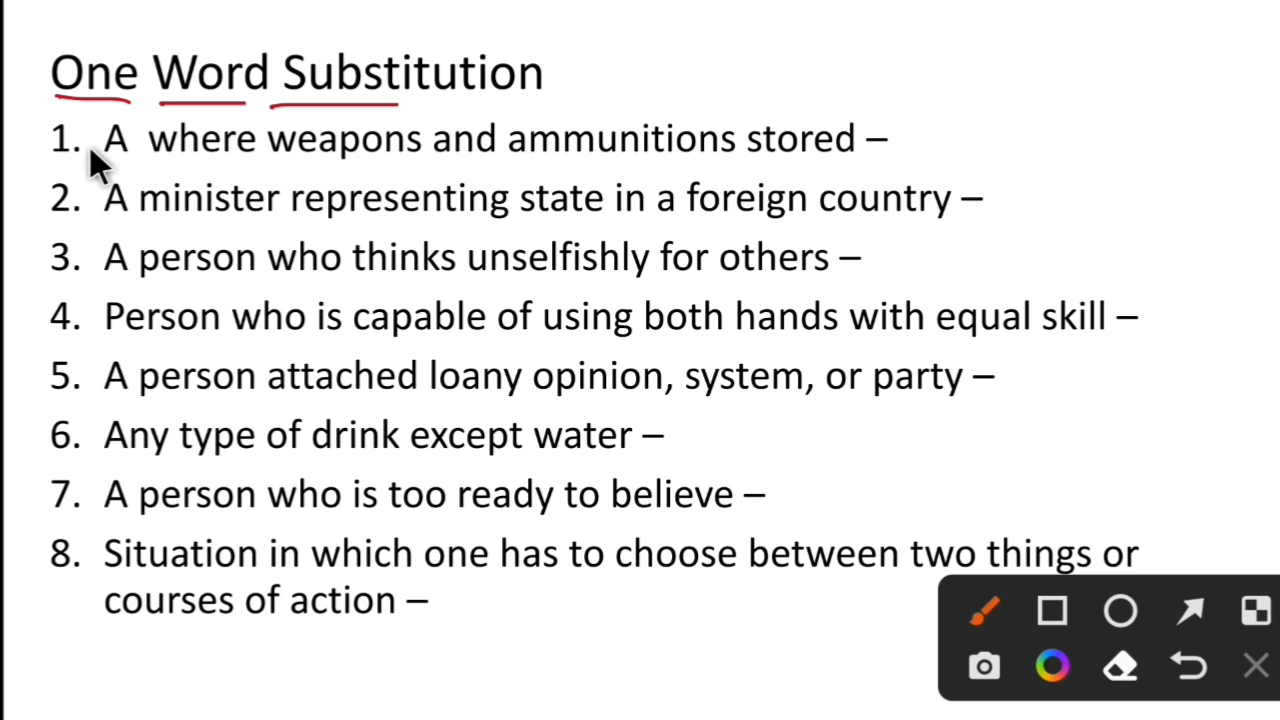 One Word Substitution
1. A where weapons and ammunitions stored –
2. A minister representing state in a foreign country –
3. A person who thinks unselfishly for others –
4. Person who is capable of using both hands with equal skill –
5. A person attached loany opinion, system, or party –
6. Any type of drink except water –
7. A person who is too ready to believe –
8. Situation in which one has to choose between two things or
courses of action –